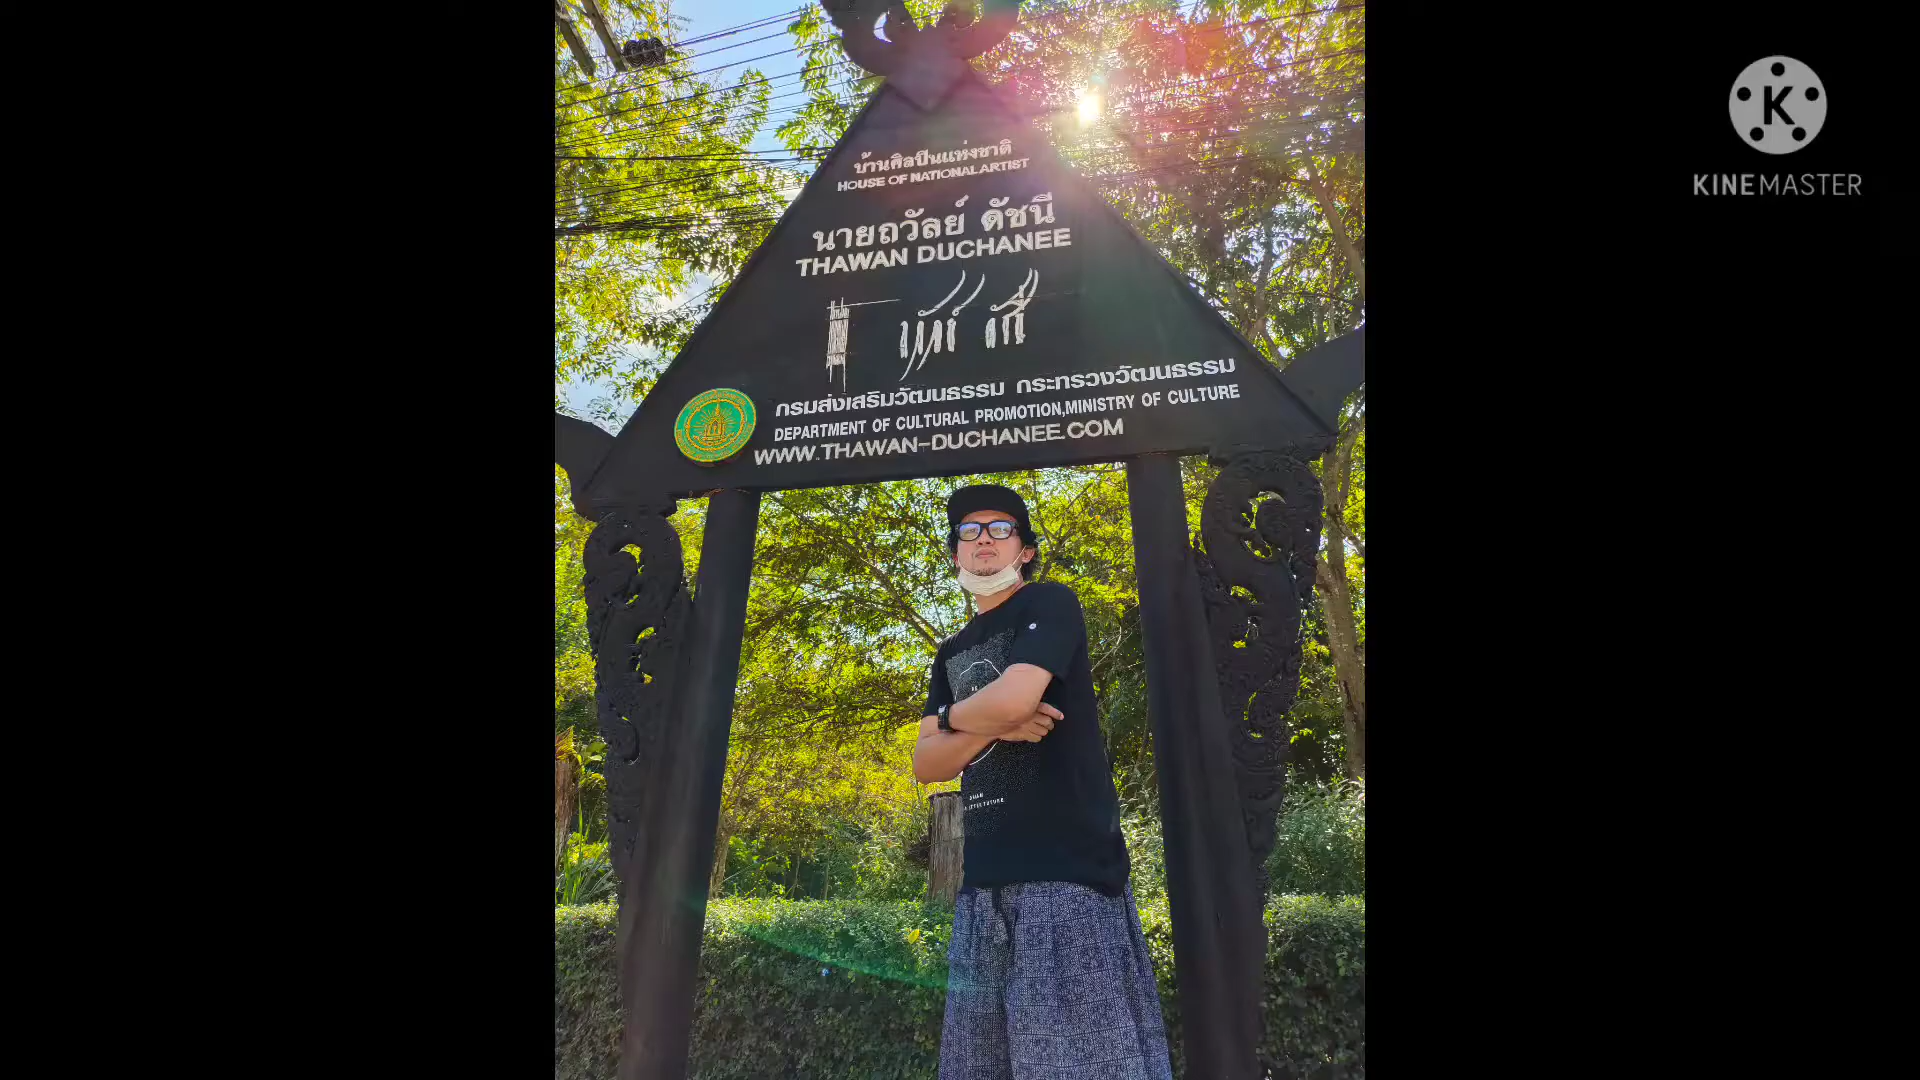 บ้านศิลปินแห่งชาติ
HOUSE OF NATIONAL ARTIST
นายถวัลย์ ดัชนี
THAWAN DUCHANEE
กรมส่งเสริมวัฒนธรรม กระทรวงวัฒนธรรม
DEPARTMENT OF CULTURAL PROMOTION,MINISTRY OF CULTURE
WWW.THAWAN-DUCHANEE.COM
K
KINEMASTER